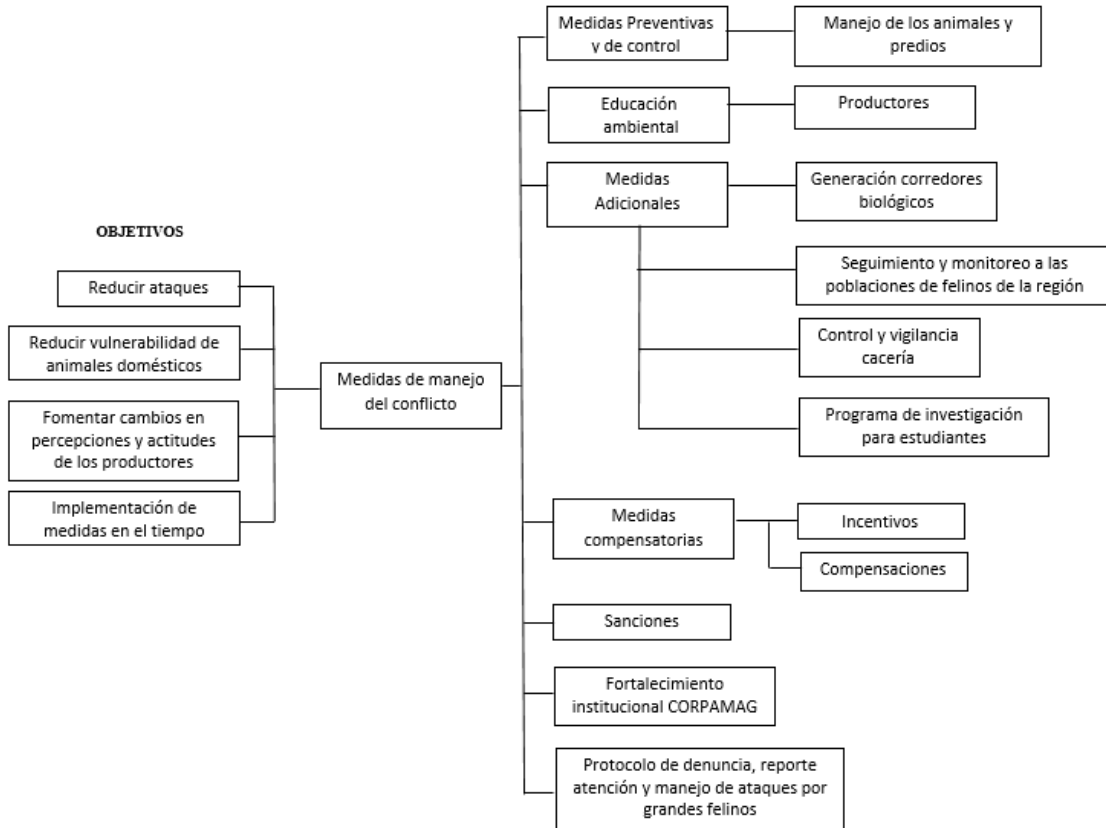 OBJETIVOS
Reducir ataques
Reducir vulnerabilidad de
animales domésticos
Fomentar cambios en
percepciones y actitudes
de los productores
Implementación de
medidas en el tiempo
Medidas de manejo
del conflicto
Medidas Preventivas
y de control
Manejo de los animales y
predios
Educación
ambiental
Productores
Medidas
Adicionales
Generación corredores
biológicos
Seguimiento y monitoreo a las
poblaciones de felinos de la región
Control y vigilancia
cacería
Programa de investigación
para estudiantes
Medidas
compensatorias
Incentivos
Compensaciones
Sanciones
Fortalecimiento
institucional CORPAMAG
Protocolo de denuncia, reporte
atención y manejo de ataques por
grandes felinos